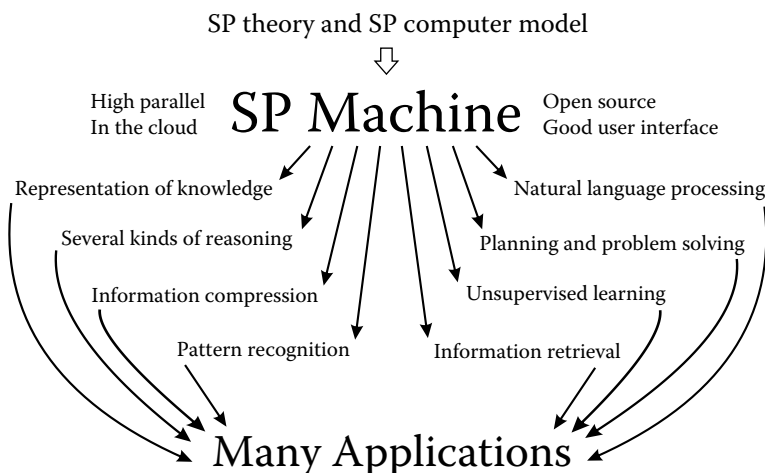 SP theory and SP computer model
High parallel
In the cloud
SP Machine
Open source
Good user interface
Representation of knowledge
Natural language processing
Several kinds of reasoning
Planning and problem solving
Information compression
Unsupervised learning
Pattern recognition
Information retrieval
Many Applications